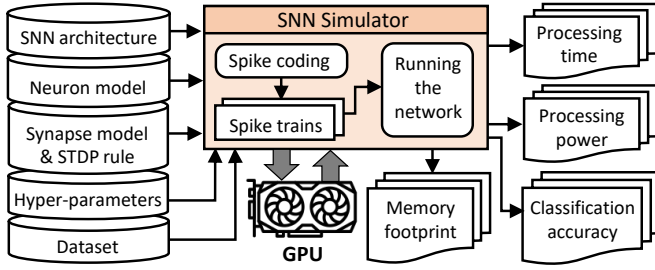 SNN architecture
Neuron model
Synapse model
& STDP rule
Hyper-parameters
Dataset
SNN Simulator
Spike coding
Spike trains
Running
the
network
GPU
Memory
footprint
Processing
time
Processing
power
Classification
accuracy